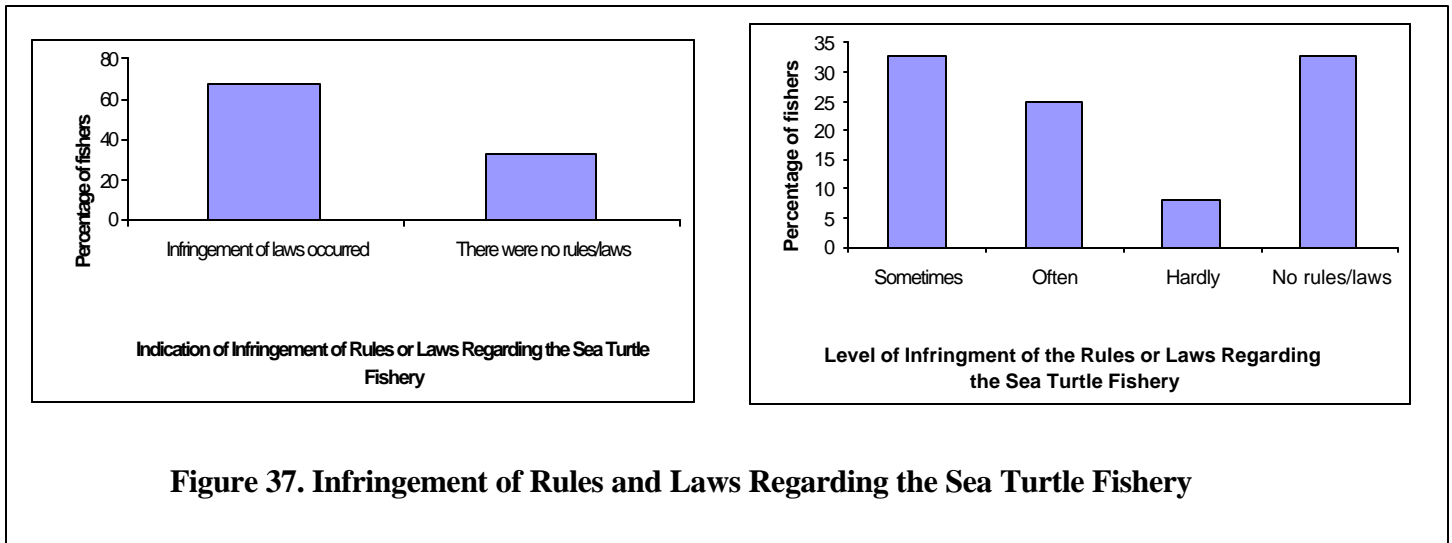 80
60
40
20
0
Percentage of fishers
Infringement of laws occurred
There were no rules/laws
Indication of Infringement of Rules or Laws Regarding the Sea Turtle
Fishery
35
30
25
20
15
10
5
0
Percentage of fishers
Sometimes
Often
Hardly
No rules/laws
Level of Infringment of the Rules or Laws Regarding
the Sea Turtle Fishery
Figure 37. Infringement of Rules and Laws Regarding the Sea Turtle Fishery